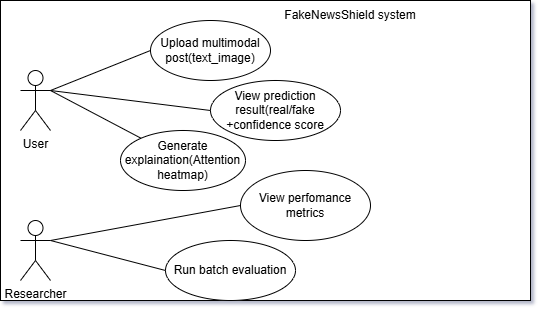 FakeNewsShield system
Upload multimodal
post(text_image)
View prediction
result(real/fake
+confidence score
User
Generate
explaination(Attention
heatmap)
View perfomance
metrics
Run batch evaluation
Researcher